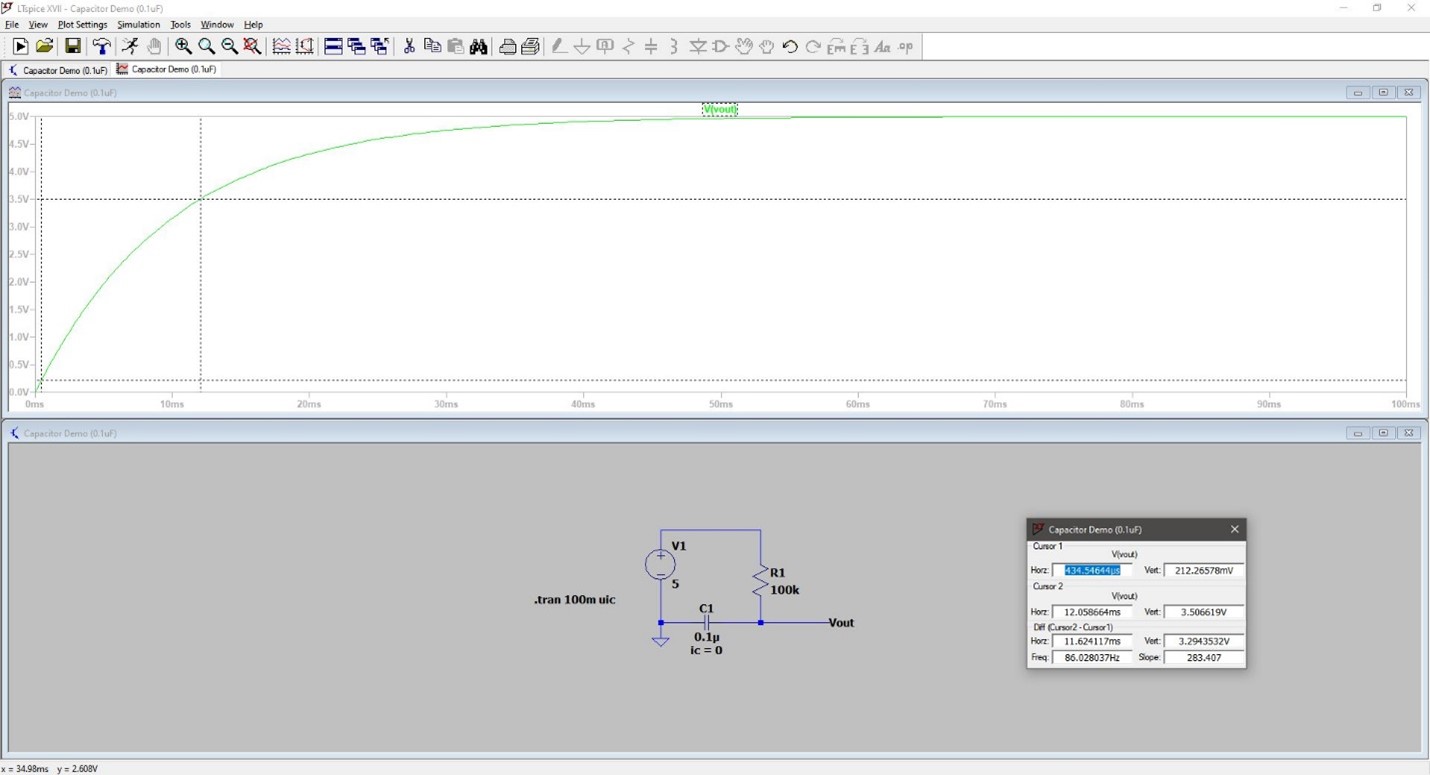 LTspice XVII - Capacitor Demo (0.1uF)
File View Plot Settings Simulation Tools Window Help
Capacitor Demo (0.1uF) Capacitor Demo (0.1uF)
Capacitor Demo (0.1uF)
V(vout)
5.0V
4.5V
4.0V
3.5V
3.0V
2.5V
2.0V
1.5V
1.0V
0.5V
0.0V
0ms 10ms 20ms 30ms 40ms 50ms 60ms 70ms 80ms 90ms 100ms
Capacitor Demo (0.1uF)
V1
5
R1
100k
.tran 100m uic
C1
0.1µ
ic = 0
Vout
Capacitor Demo (0.1uF)
Cursor 1
V(vout)
Horz: 434.54644µs Vert: 212.26578mV
Cursor 2
V(vout)
Horz: 12.058664ms Vert: 3.506619V
Diff (Cursor2 - Cursor1)
Horz: 11.624117ms Vert: 3.2943532V
Freq: 86.028037Hz Slope: 283.407
x = 34.98ms y = 2.608V